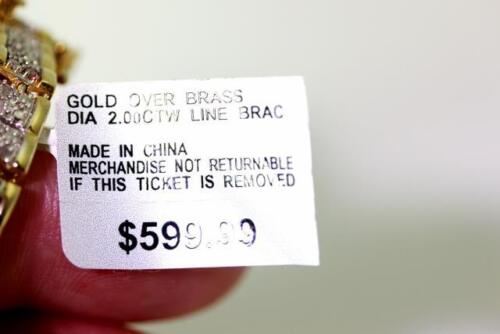 GOLD OVER BRASS
DIA 2.00CTW LINE BRAC
MADE IN CHINA
MERCHANDISE NOT RETURNABLE
IF THIS TICKET IS REMOVED
$599.99